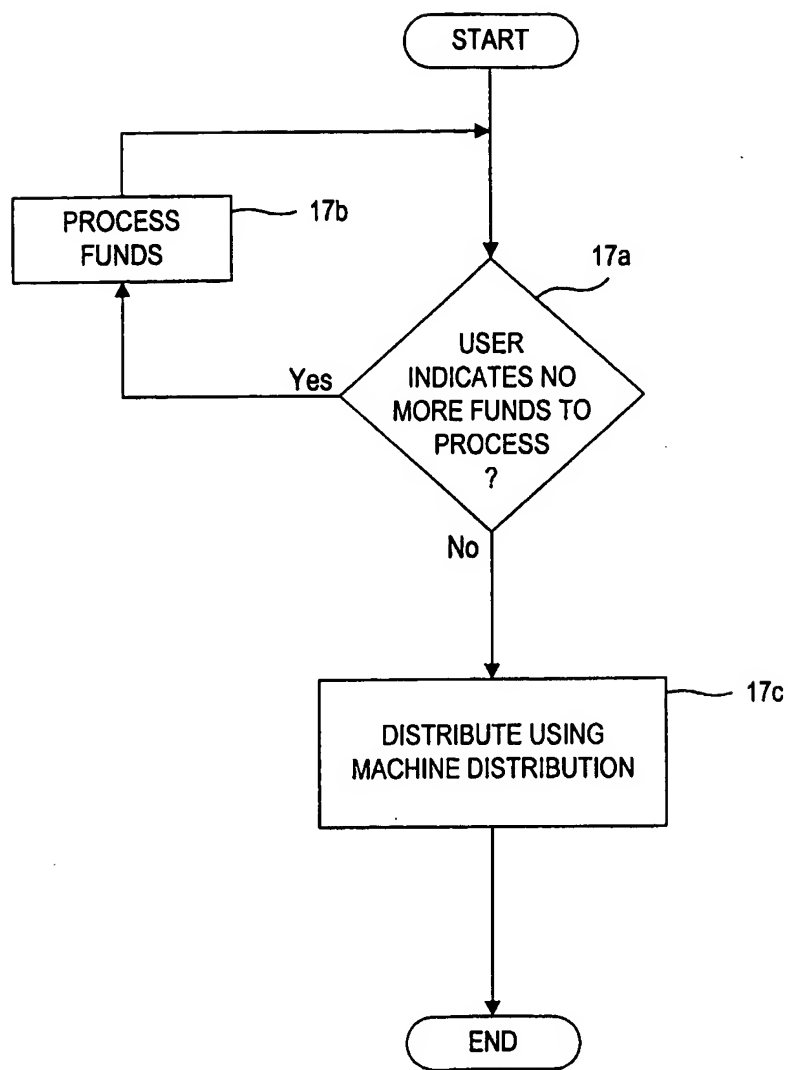 START
PROCESS
FUNDS
17b
17a
USER
INDICATES NO
MORE FUNDS TO
PROCESS
?
Yes
No
17c
DISTRIBUTE USING
MACHINE DISTRIBUTION
END